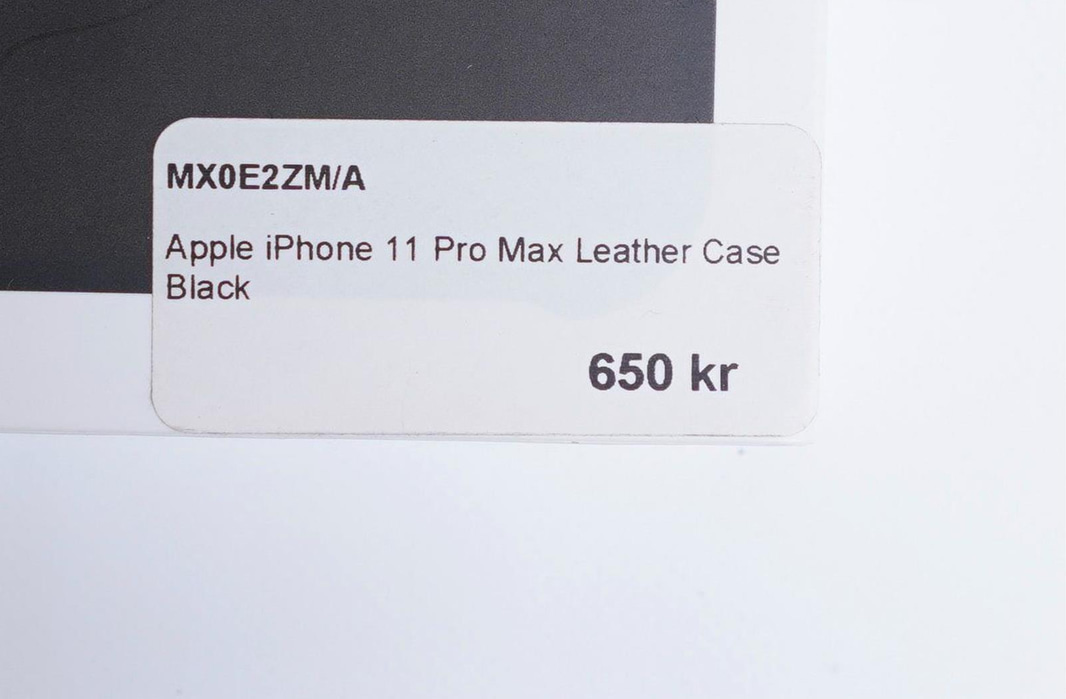 MX0E2ZM/A
Apple iPhone 11 Pro Max Leather Case
Black
650 kr